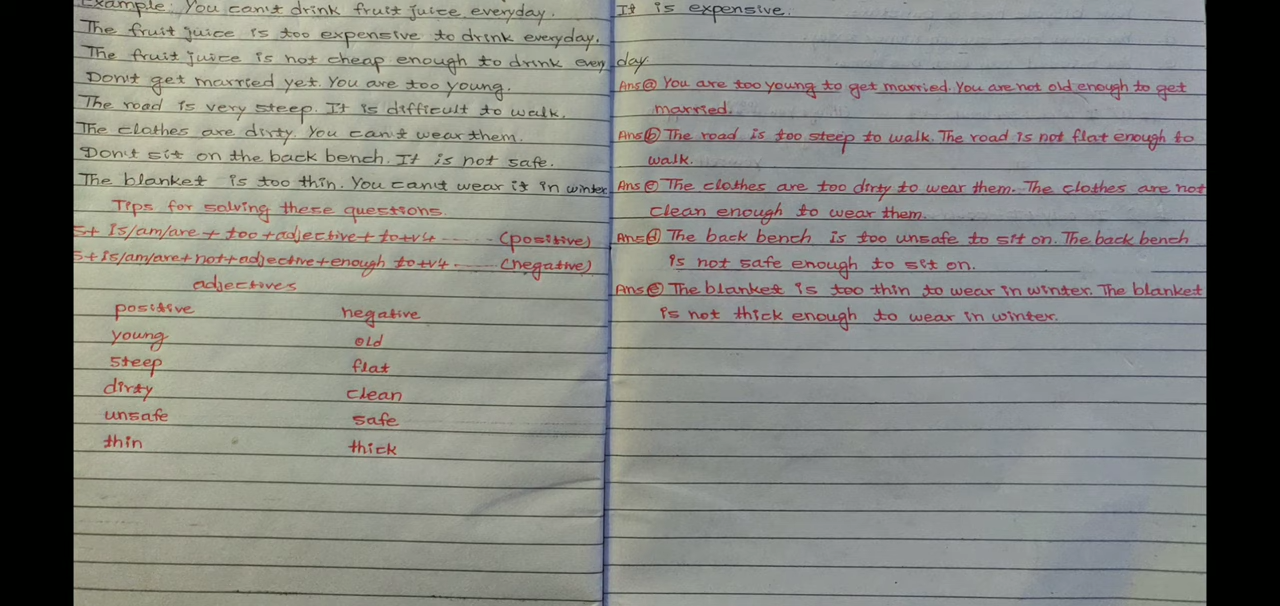 Example: You can't drink fruit juice everyday.
The fruit juice is too expensive to drink everyday.
The fruit juice is not cheap enough to drink every day
Don't get married yet. You are too young.
The road is very steep. It is difficult to walk.
The clothes are dirty. You can't wear them.
Don't sit on the back bench. It is not safe.
The blanket is too thin. You can't wear it in winter
Tips for solving these questions.
S+ is/am/are + too+adjective+ to+v4 ........ (positive)
S+is/am/are+not+adjective+enough to+v4 ........ (negative)
adjectives
positive negative
young old
steep flat
dirty clean
unsafe safe
thin thick
It is expensive.
Ans(a) You are too young to get married. You are not old enough to get
married.
Ans(b) The road is too steep to walk. The road is not flat enough to
walk.
Ans(c) The clothes are too dirty to wear them. The clothes are not
clean enough to wear them.
Ans(d) The back bench is too unsafe to sit on. The back bench
is not safe enough to sit on.
Ans(e) The blanket is too thin to wear in winter. The blanket
is not thick enough to wear in winter.